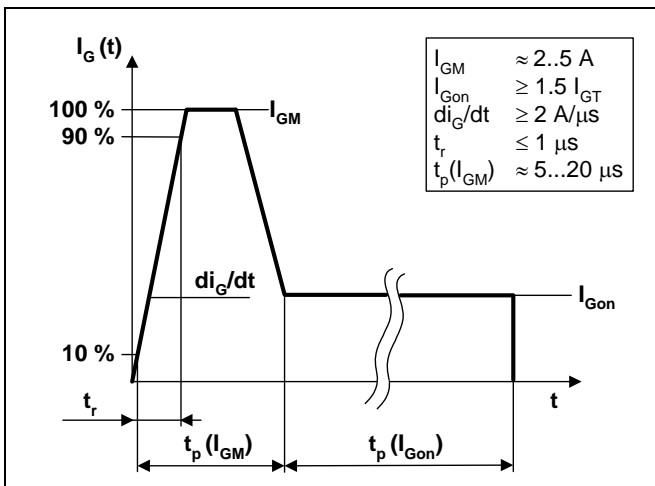 I_G (t)
100 %
90 %
10 %
I_GM
di_G/dt
I_Gon
t
t_r
t_p (I_GM)
t_p (I_Gon)
I_GM ≈ 2..5 A
I_Gon ≥ 1.5 I_GT
di_G/dt ≥ 2 A/μs
t_r ≤ 1 μs
t_p(I_GM) ≈ 5...20 μs